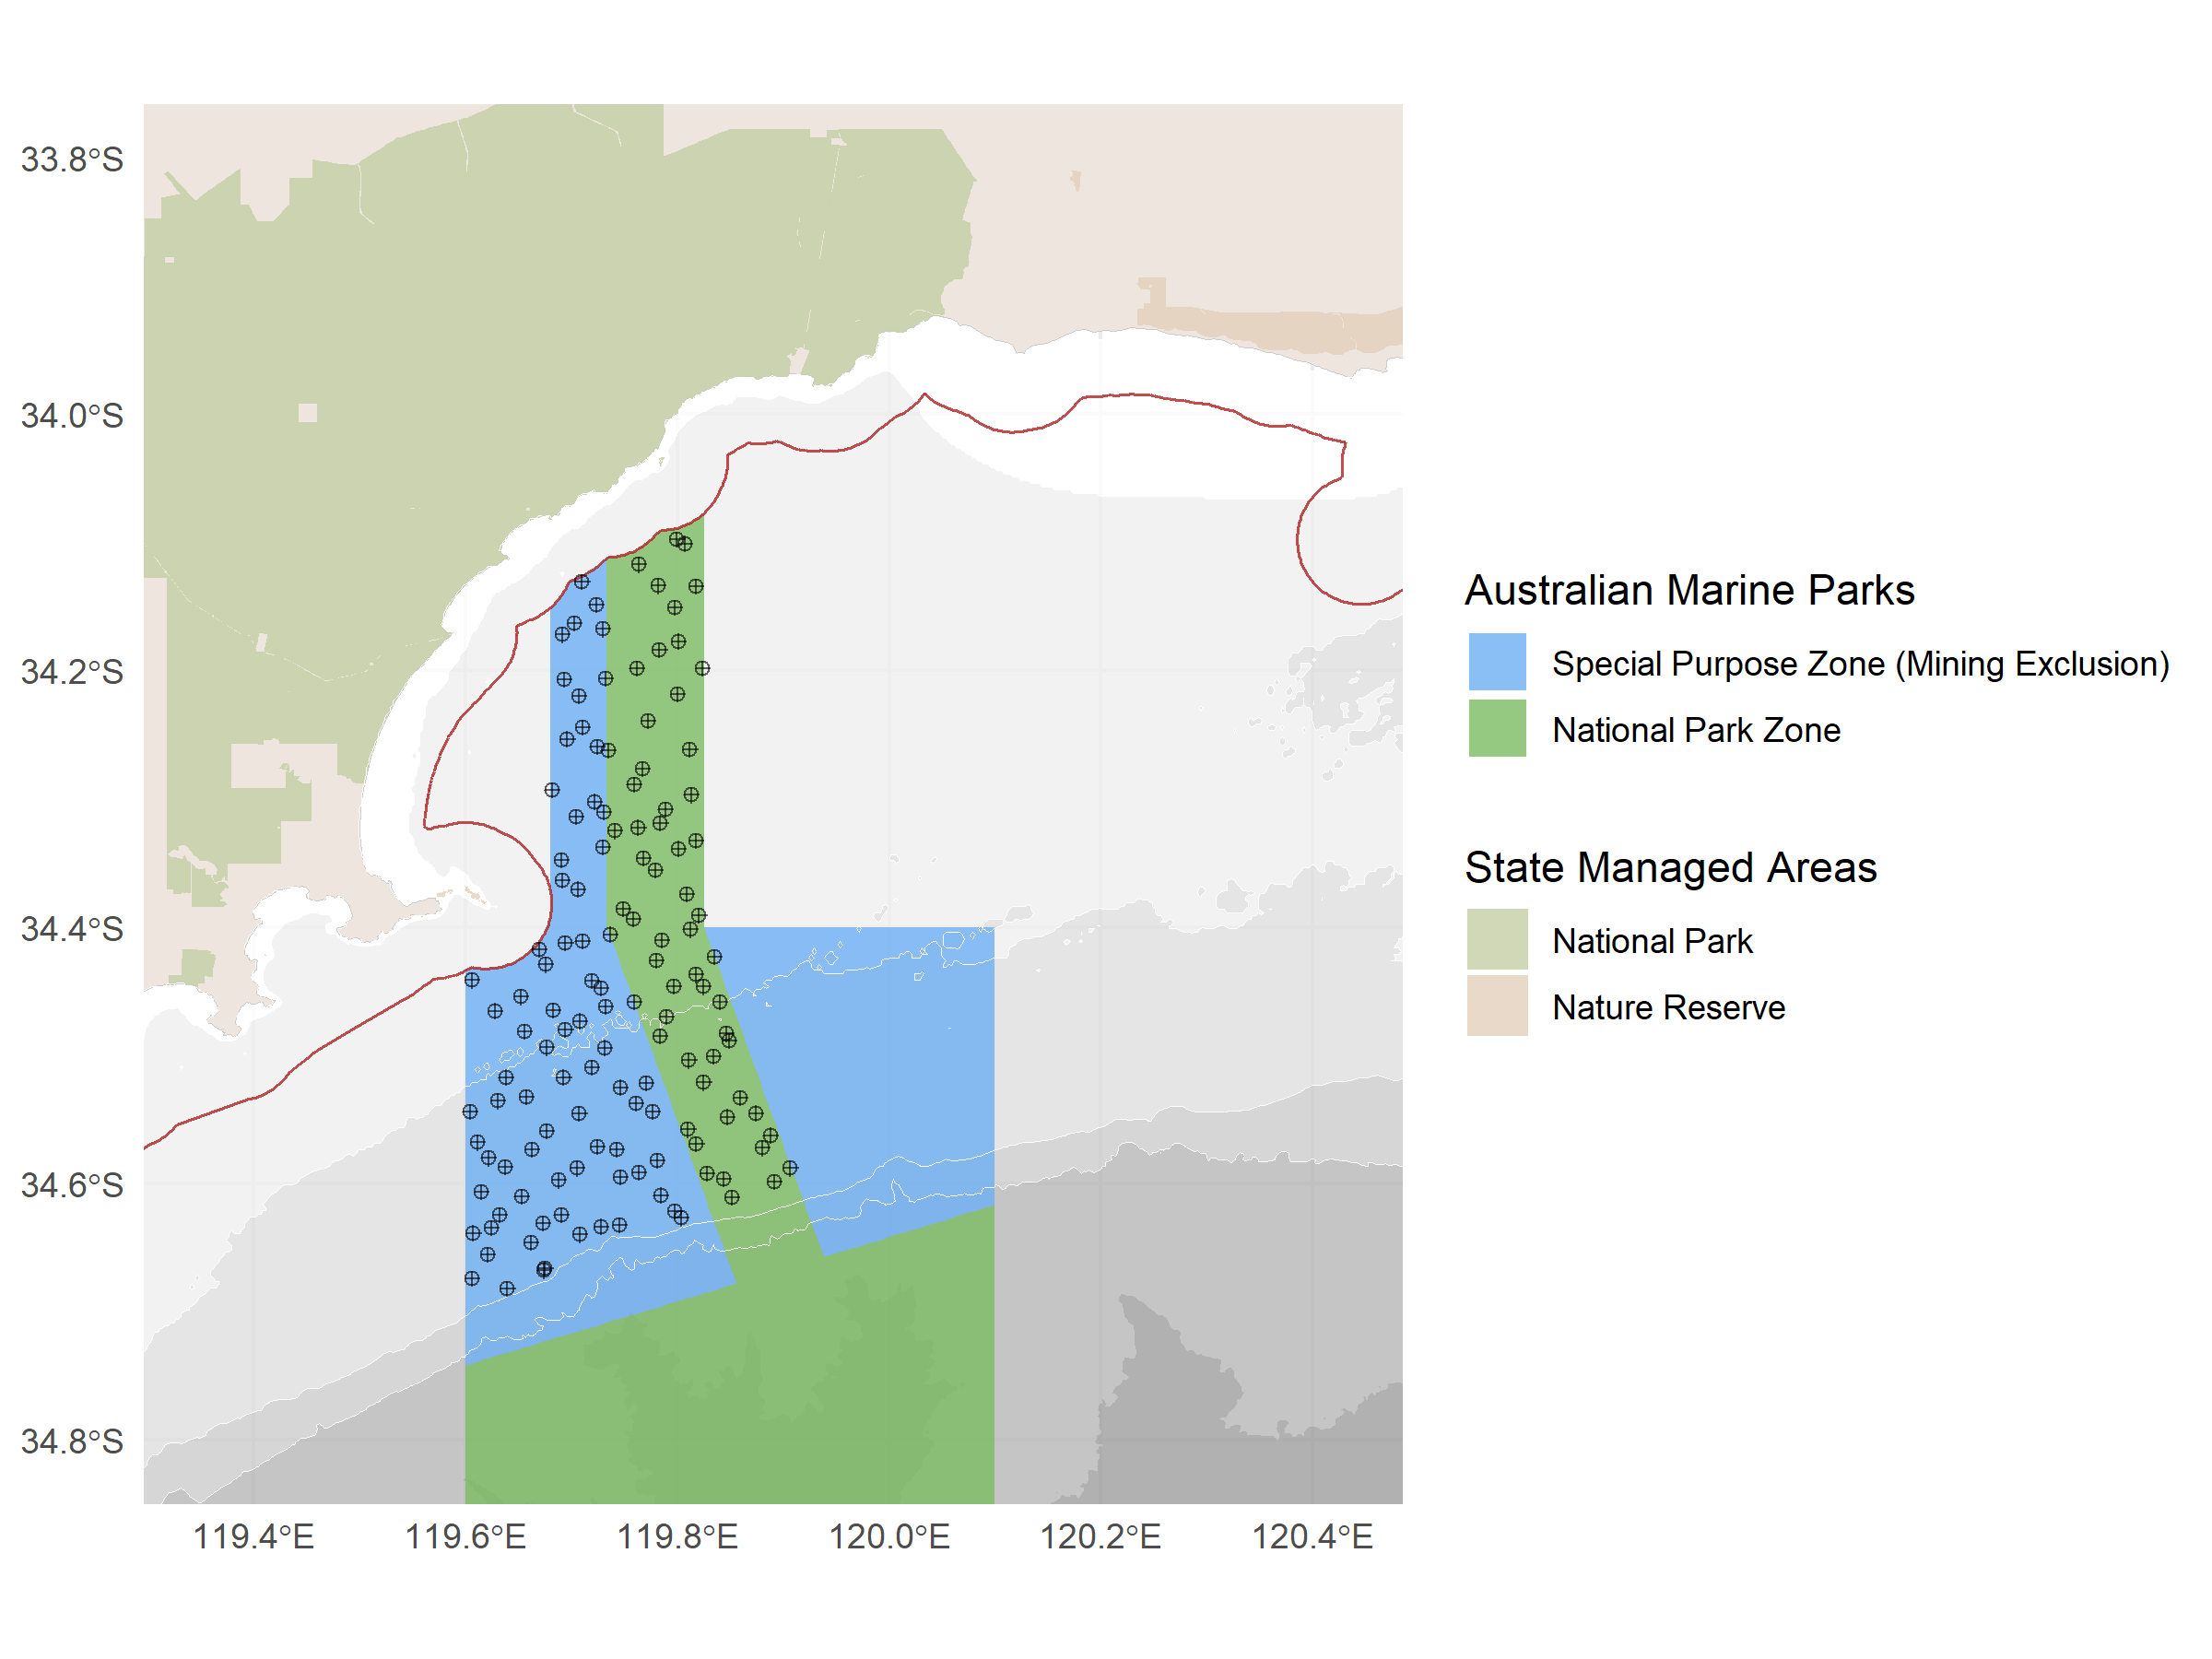 33.8°S
34.0°S
34.2°S
34.4°S
34.6°S
34.8°S
119.4°E 119.6°E 119.8°E 120.0°E 120.2°E 120.4°E
Australian Marine Parks
Special Purpose Zone (Mining Exclusion)
National Park Zone
State Managed Areas
National Park
Nature Reserve